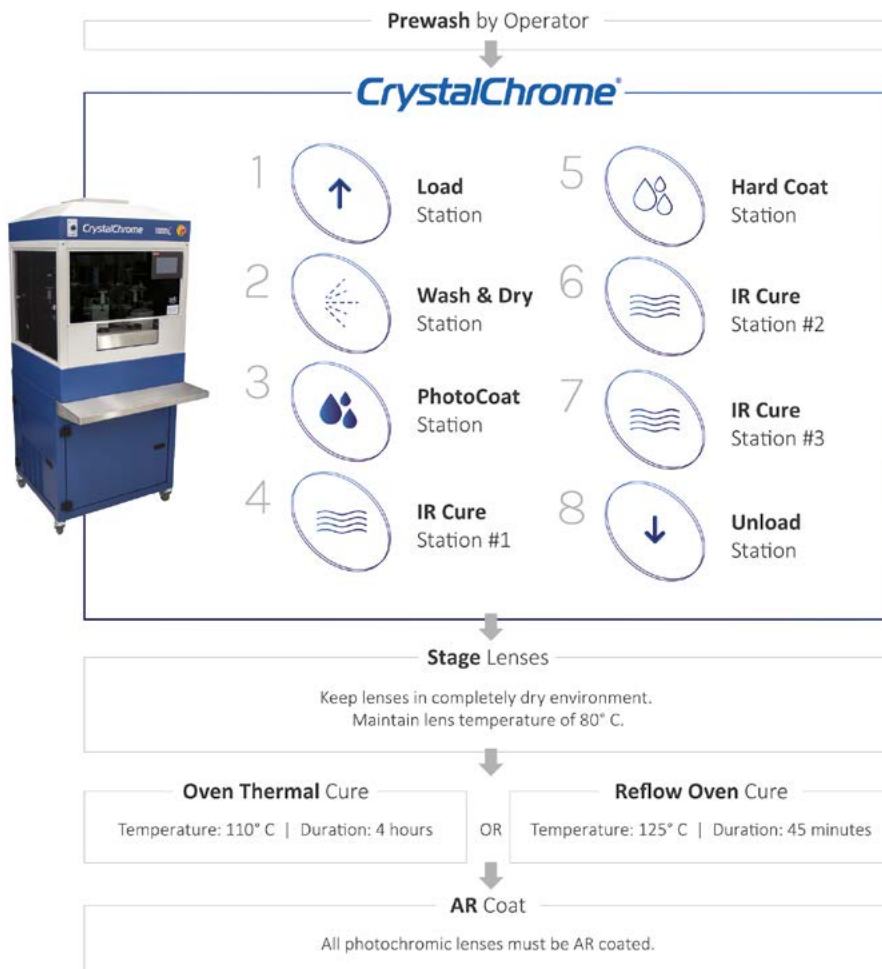 Prewash by Operator
CrystalChrome®
1
Load
Station
2
Wash & Dry
Station
3
PhotoCoat
Station
4
IR Cure
Station #1
5
Hard Coat
Station
6
IR Cure
Station #2
7
IR Cure
Station #3
8
Unload
Station
CrystalChrome
Stage Lenses
Keep lenses in completely dry environment.
Maintain lens temperature of 80° C.
Oven Thermal Cure
Temperature: 110° C | Duration: 4 hours
OR
Reflow Oven Cure
Temperature: 125° C | Duration: 45 minutes
AR Coat
All photochromic lenses must be AR coated.